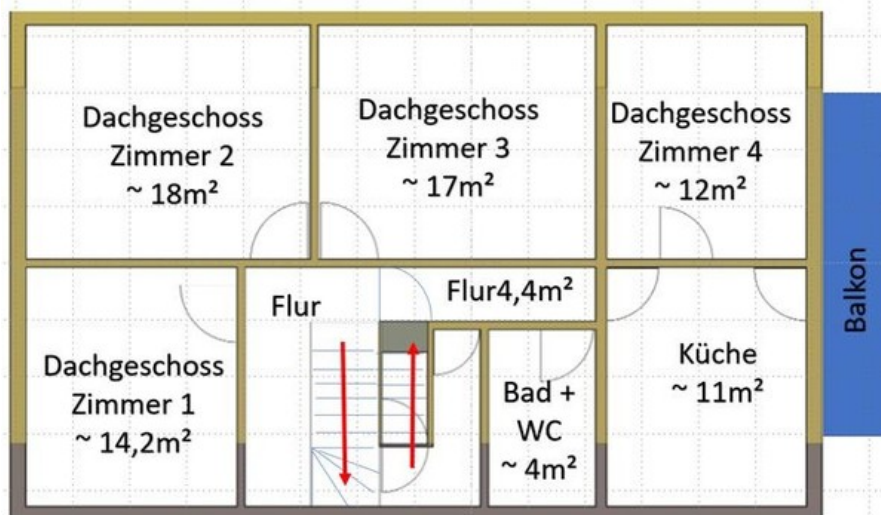 Dachgeschoss
Zimmer 2
~ 18m²
Dachgeschoss
Zimmer 3
~ 17m²
Dachgeschoss
Zimmer 4
~ 12m²
Balkon
Flur
Flur4,4m²
Dachgeschoss
Zimmer 1
~ 14,2m²
Bad +
WC
~ 4m²
Küche
~ 11m²